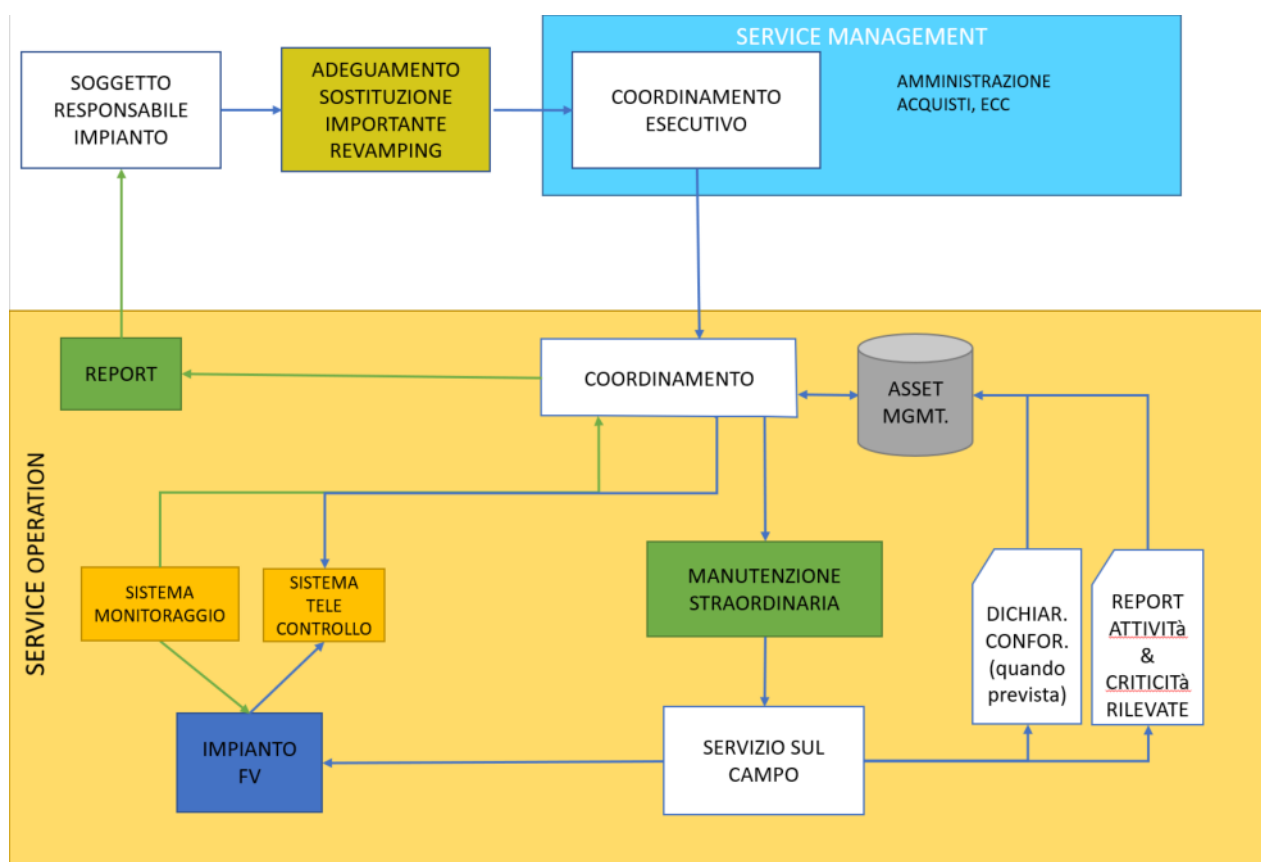 SERVICE MANAGEMENT
SOGGETTO
RESPONSABILE
IMPIANTO
ADEGUAMENTO
SOSTITUZIONE
IMPORTANTE
REVAMPING
COORDINAMENTO
ESECUTIVO
AMMINISTRAZIONE
ACQUISTI, ECC
SERVICE OPERATION
REPORT
COORDINAMENTO
ASSET
MGMT.
SISTEMA
MONITORAGGIO
SISTEMA
TELE
CONTROLLO
MANUTENZIONE
STRAORDINARIA
DICHIAR.
CONFOR.
(quando
prevista)
REPORT
ATTIVITà
&
CRITICITà
RILEVATE
IMPIANTO
FV
SERVIZIO SUL
CAMPO